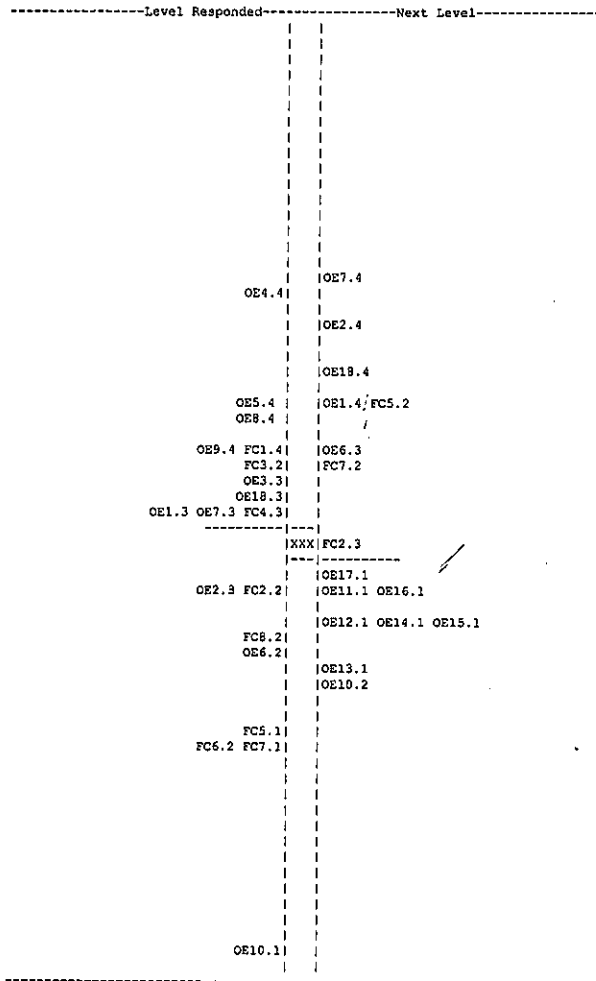 Level Responded Next Level
OE7.4
OE4.4
OE2.4
OE18.4
OE5.4 OE1.4 FC5.2
OE8.4
OE9.4 FC1.4 OE6.3
FC3.2 FC7.2
OE3.3
OE18.3
OE1.3 OE7.3 FC4.3
XXX FC2.3
OE17.1
OE2.3 FC2.2 OE11.1 OE16.1
OE12.1 OE14.1 OE15.1
FC8.2
OE6.2
OE13.1
OE10.2
FC5.1
FC6.2 FC7.1
OE10.1